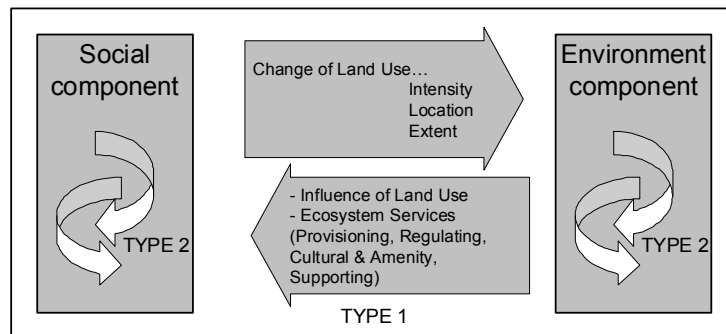 Social
component
TYPE 2
Change of Land Use…
Intensity
Location
Extent
- Influence of Land Use
- Ecosystem Services
(Provisioning, Regulating,
Cultural & Amenity,
Supporting)
TYPE 1
Environment
component
TYPE 2